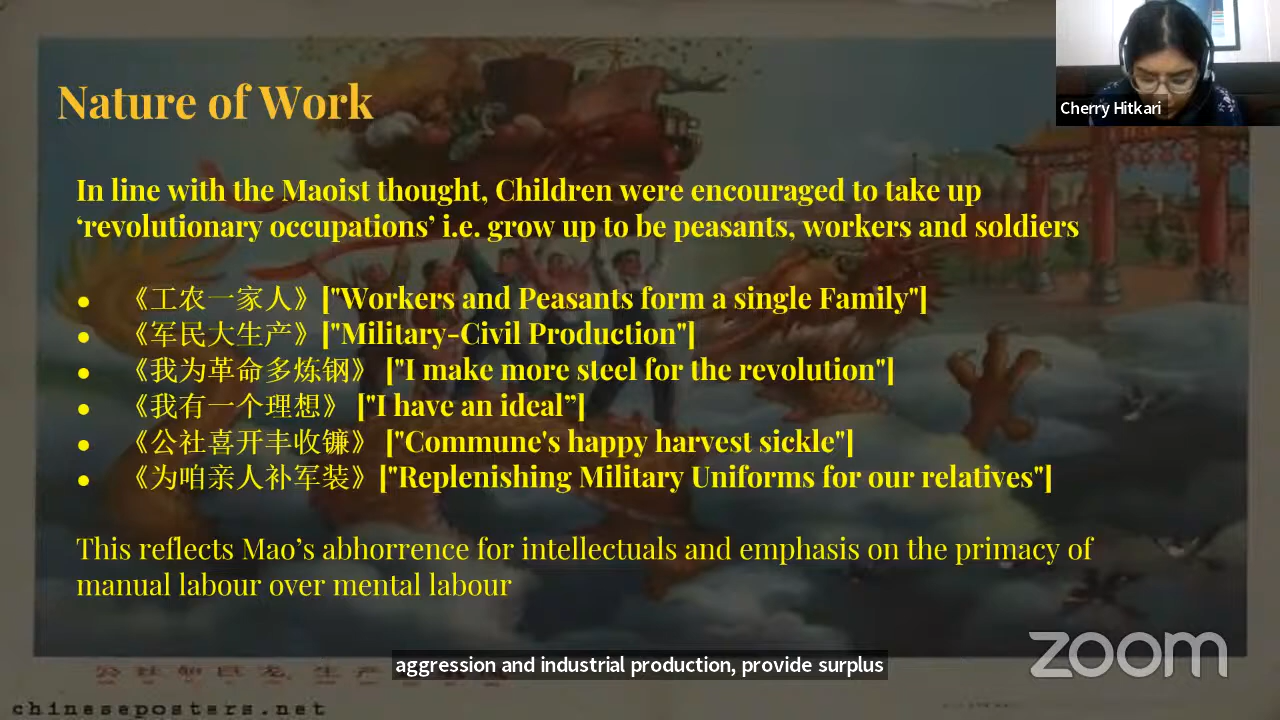 Nature of Work
Cherry Hitkari
In line with the Maoist thought, Children were encouraged to take up
‘revolutionary occupations’ i.e. grow up to be peasants, workers and soldiers
● 《工农一家人》["Workers and Peasants form a single Family"]
● 《军民大生产》["Military-Civil Production"]
● 《我为革命多炼钢》 ["I make more steel for the revolution"]
● 《我有一个理想》 ["I have an ideal”]
● 《公社喜开丰收镰》 ["Commune's happy harvest sickle"]
● 《为咱亲人补军装》["Replenishing Military Uniforms for our relatives"]
This reflects Mao’s abhorrence for intellectuals and emphasis on the primacy of
manual labour over mental labour
zoom
aggression and industrial production, provide surplus
chineseposters.net